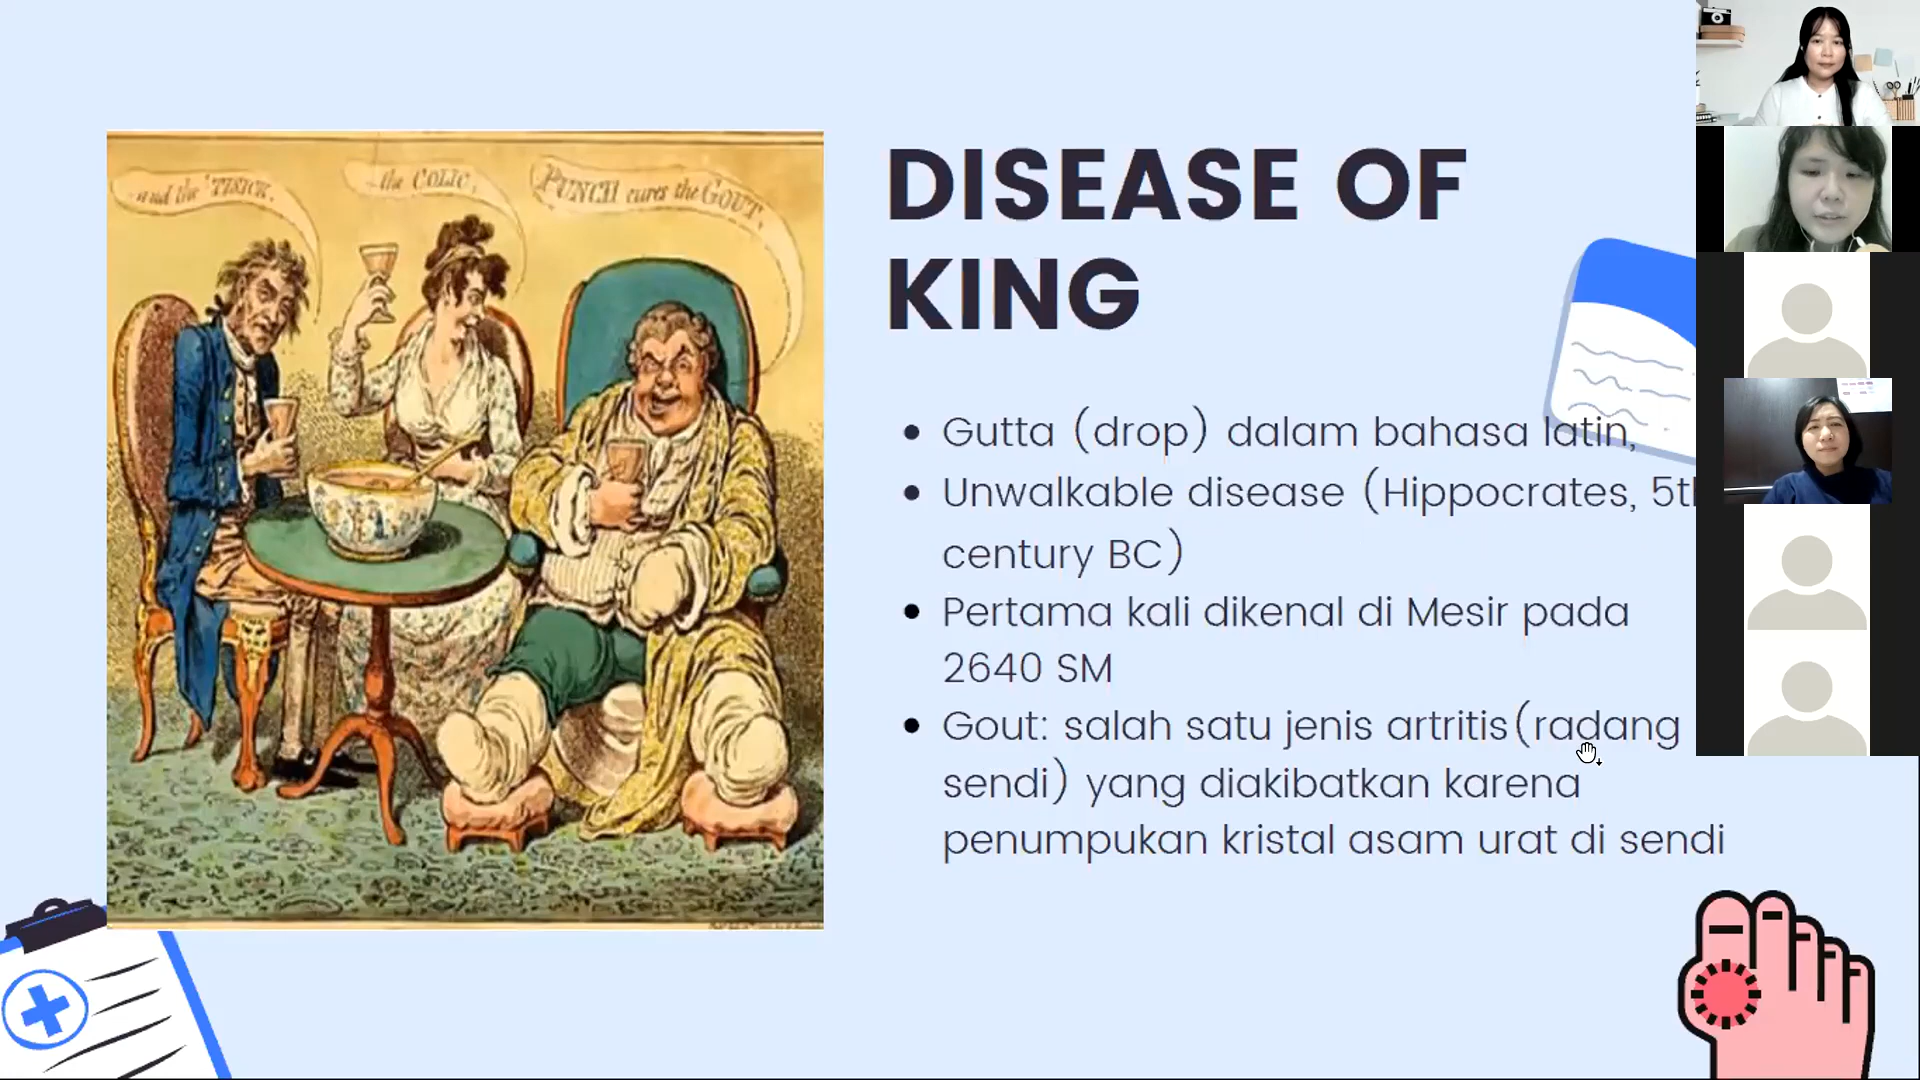 and the 'TISICK.
the COLIC,
PUNCH cures the GOUT,
DISEASE OF
KING
Gutta (drop) dalam bahasa latin,
Unwalkable disease (Hippocrates, 5th
century BC)
Pertama kali dikenal di Mesir pada
2640 SM
Gout: salah satu jenis artritis(radang
sendi) yang diakibatkan karena
penumpukan kristal asam urat di sendi